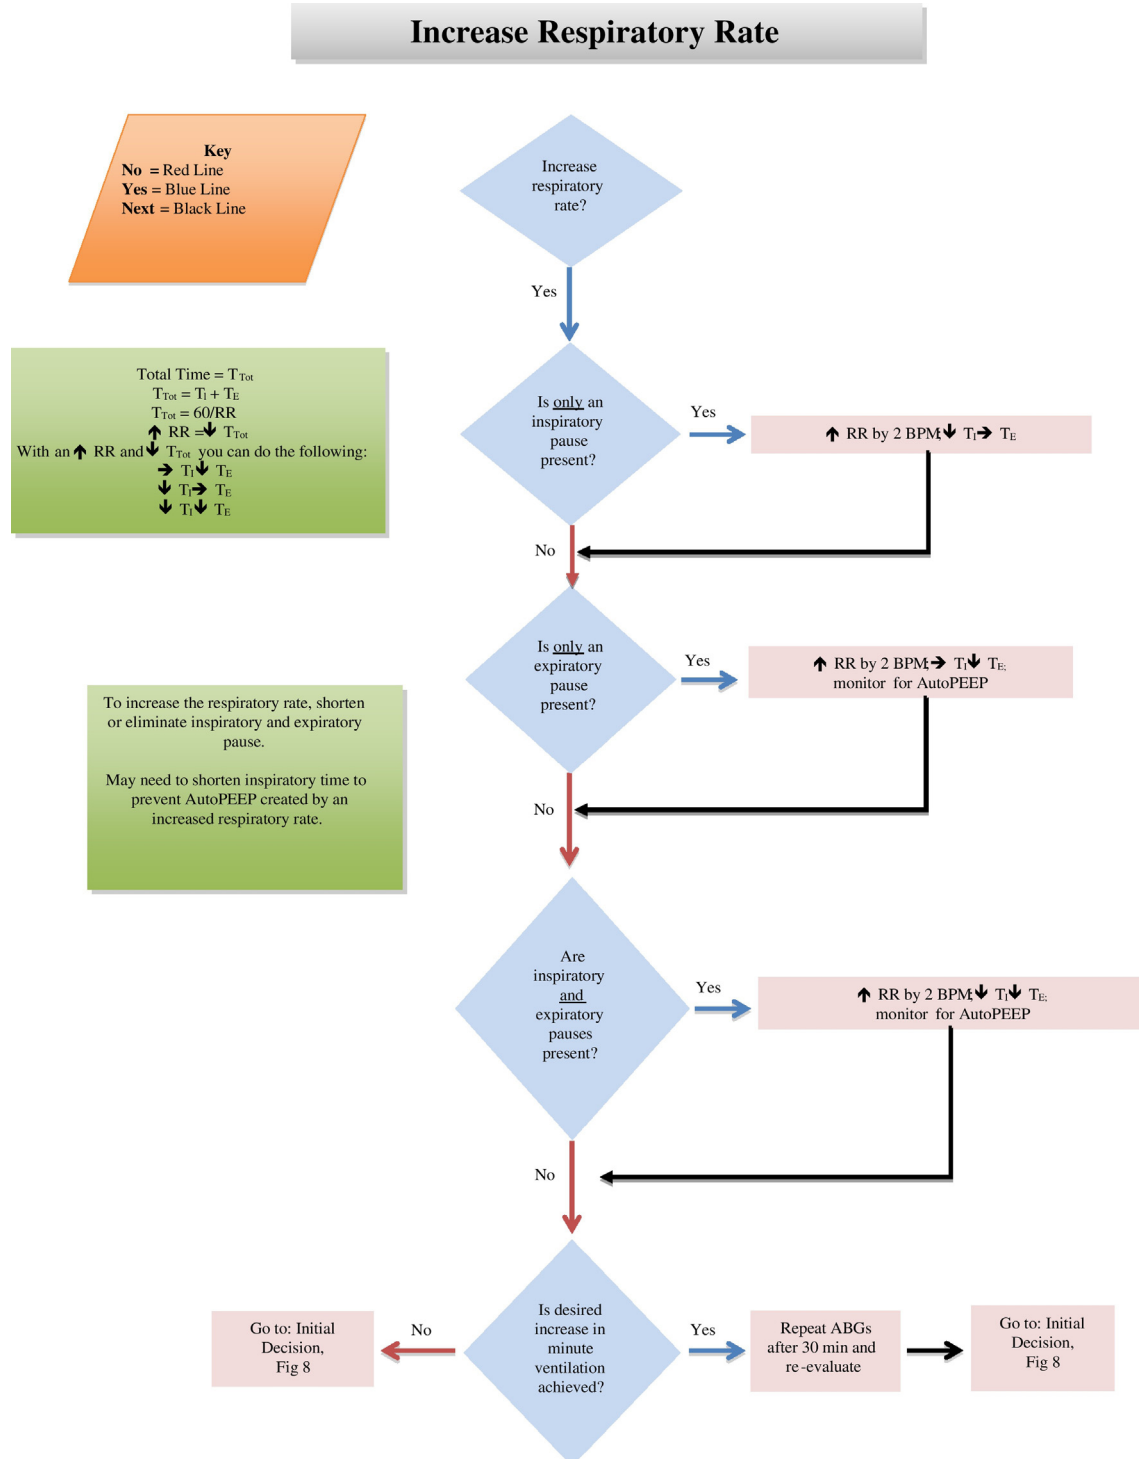 Increase Respiratory Rate
Key
No = Red Line
Yes = Blue Line
Next = Black Line
Increase
respiratory
rate?
Yes
Total Time = TTot
TTot = TI + TE
TTot = 60/RR
↑ RR = ↓ TTot
With an ↑ RR and ↓ TTot you can do the following:
→ TI ↓ TE
↓ TI → TE
↓ TI ↓ TE
Is only an
inspiratory
pause
present?
Yes
↑ RR by 2 BPM; ↓ TI → TE
No
Is only an
expiratory
pause
present?
Yes
↑ RR by 2 BPM; → TI ↓ TE;
monitor for AutoPEEP
To increase the respiratory rate, shorten
or eliminate inspiratory and expiratory
pause.
May need to shorten inspiratory time to
prevent AutoPEEP created by an
increased respiratory rate.
No
Are
inspiratory
and
expiratory
pauses
present?
Yes
↑ RR by 2 BPM; ↓ TI ↓ TE;
monitor for AutoPEEP
No
Is desired
increase in
minute
ventilation
achieved?
No
Go to: Initial
Decision,
Fig 8
Yes
Repeat ABGs
after 30 min and
re-evaluate
Go to: Initial
Decision,
Fig 8